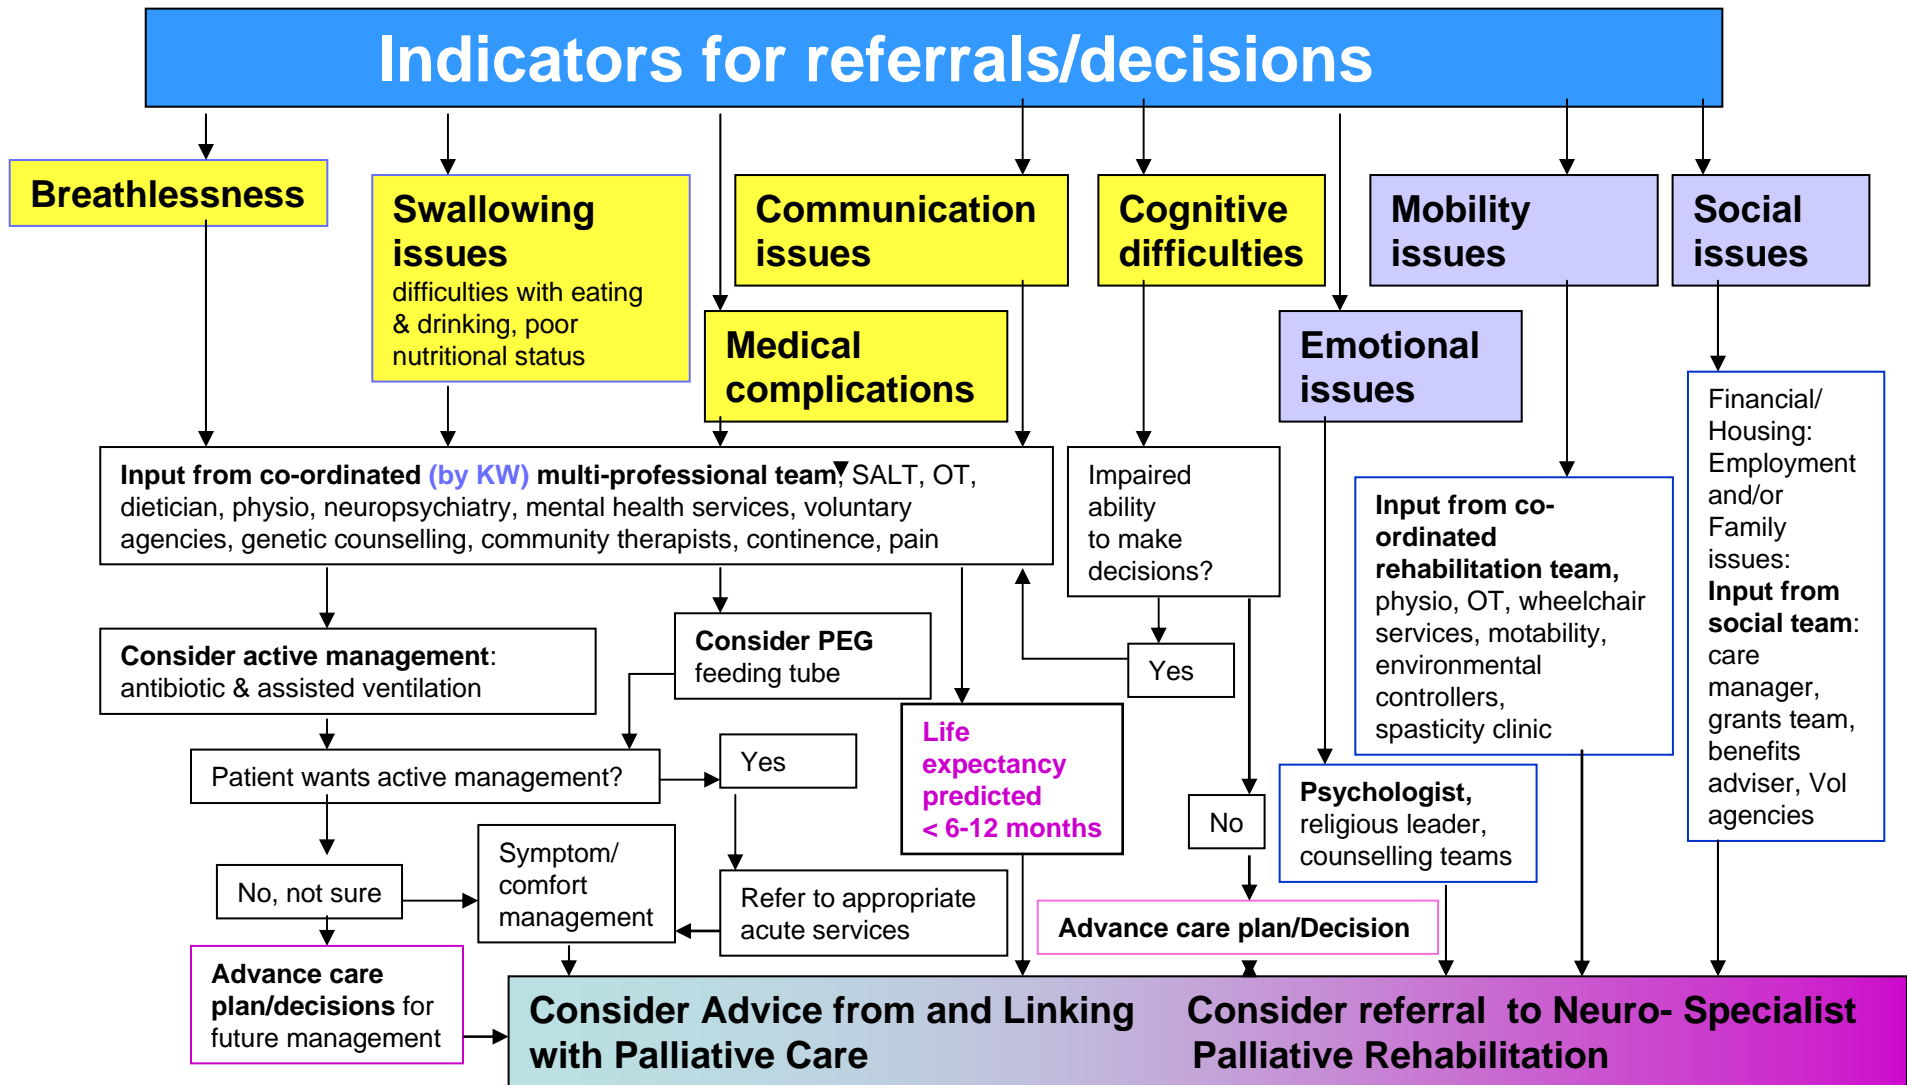 Indicators for referrals/decisions
Breathlessness
Swallowing
issues
difficulties with eating
& drinking, poor
nutritional status
Communication
issues
Cognitive
difficulties
Mobility
issues
Social
issues
Medical
complications
Emotional
issues
Input from co-ordinated (by KW) multi-professional team, SALT, OT,
dietician, physio, neuropsychiatry, mental health services, voluntary
agencies, genetic counselling, community therapists, continence, pain
Impaired
ability
to make
decisions?
Input from co-
ordinated
rehabilitation team,
physio, OT, wheelchair
services, motability,
environmental
controllers,
spasticity clinic
Financial/
Housing:
Employment
and/or
Family
issues:
Input from
social team:
care
manager,
grants team,
benefits
adviser, Vol
agencies
Consider active management:
antibiotic & assisted ventilation
Consider PEG
feeding tube
Yes
Life
expectancy
predicted
< 6-12 months
Patient wants active management?
Yes
No
Psychologist,
religious leader,
counselling teams
No, not sure
Symptom/
comfort
management
Refer to appropriate
acute services
Advance care plan/Decision
Advance care
plan/decisions for
future management
Consider Advice from and Linking
with Palliative Care
Consider referral to Neuro- Specialist
Palliative Rehabilitation